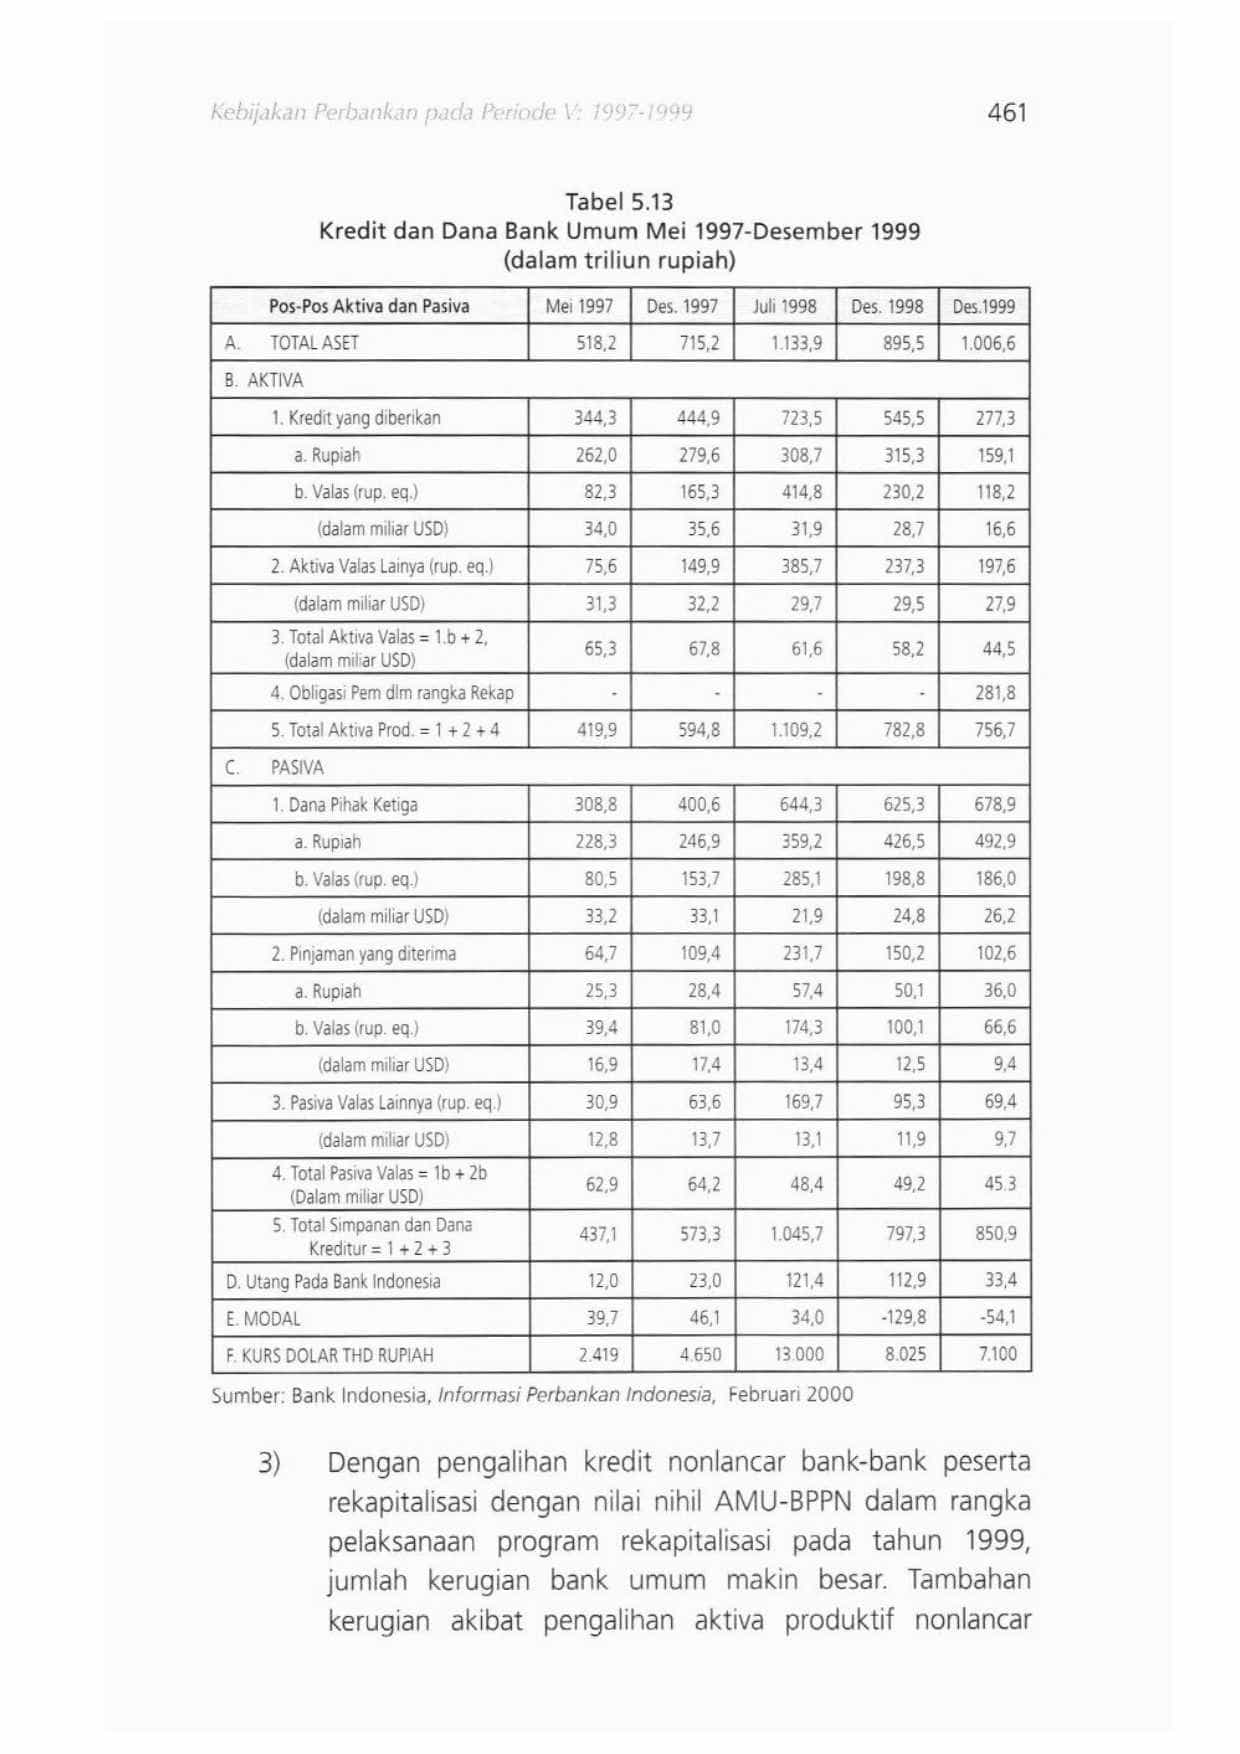 Kebijakan Perbankan pada Periode V: 1997-1999 461
Tabel 5.13
Kredit dan Dana Bank Umum Mei 1997-Desember 1999
(dalam triliun rupiah)
Pos-Pos Aktiva dan Pasiva Mei 1997 Des. 1997 Juli 1998 Des. 1998 Des.1999
A. TOTAL ASET 518,2 715,2 1.133,9 895,5 1.006,6
B. AKTIVA
1. Kredit yang diberikan 344,3 444,9 723,5 545,5 277,3
a. Rupiah 262,0 279,6 308,7 315,3 159,1
b. Valas (rup. eq.) 82,3 165,3 414,8 230,2 118,2
(dalam miliar USD) 34,0 35,6 31,9 28,7 16,6
2. Aktiva Valas Lainya (rup. eq.) 75,6 149,9 385,7 237,3 197,6
(dalam miliar USD) 31,3 32,2 29,7 29,5 27,9
3. Total Aktiva Valas = 1.b + 2,
(dalam miliar USD) 65,3 67,8 61,6 58,2 44,5
4. Obligasi Pem dlm rangka Rekap - - - - 281,8
5. Total Aktiva Prod. = 1 + 2 + 4 419,9 594,8 1.109,2 782,8 756,7
C. PASIVA
1. Dana Pihak Ketiga 308,8 400,6 644,3 625,3 678,9
a. Rupiah 228,3 246,9 359,2 426,5 492,9
b. Valas (rup. eq.) 80,5 153,7 285,1 198,8 186,0
(dalam miliar USD) 33,2 33,1 21,9 24,8 26,2
2. Pinjaman yang diterima 64,7 109,4 231,7 150,2 102,6
a. Rupiah 25,3 28,4 57,4 50,1 36,0
b. Valas (rup. eq.) 39,4 81,0 174,3 100,1 66,6
(dalam miliar USD) 16,9 17,4 13,4 12,5 9,4
3. Pasiva Valas Lainnya (rup. eq.) 30,9 63,6 169,7 95,3 69,4
(dalam miliar USD) 12,8 13,7 13,1 11,9 9,7
4. Total Pasiva Valas = 1b + 2b
(Dalam miliar USD) 62,9 64,2 48,4 49,2 45.3
5. Total Simpanan dan Dana
Kreditur = 1 + 2 + 3 437,1 573,3 1.045,7 797,3 850,9
D. Utang Pada Bank Indonesia 12,0 23,0 121,4 112,9 33,4
E. MODAL 39,7 46,1 34,0 -129,8 -54,1
F. KURS DOLAR THD RUPIAH 2.419 4.650 13.000 8.025 7.100
Sumber: Bank Indonesia, Informasi Perbankan Indonesia, Februari 2000
3) Dengan pengalihan kredit nonlancar bank-bank peserta
rekapitalisasi dengan nilai nihil AMU-BPPN dalam rangka
pelaksanaan program rekapitalisasi pada tahun 1999,
jumlah kerugian bank umum makin besar. Tambahan
kerugian akibat pengalihan aktiva produktif nonlancar